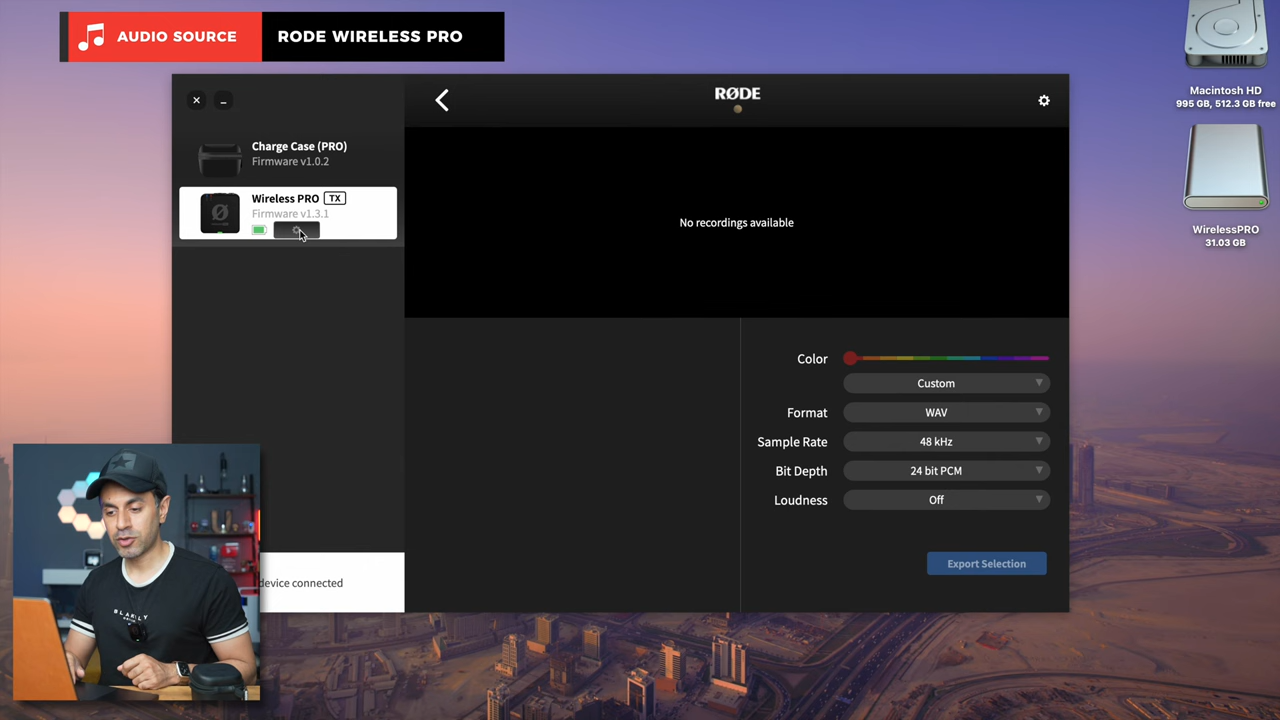 AUDIO SOURCE
RODE WIRELESS PRO
Macintosh HD
995 GB, 512.3 GB free
WirelessPRO
31.03 GB
Charge Case (PRO)
Firmware v1.0.2
Wireless PRO TX
Firmware v1.3.1
RØDE
No recordings available
Color
Custom
Format WAV
Sample Rate 48 kHz
Bit Depth 24 bit PCM
Loudness Off
Export Selection
device connected